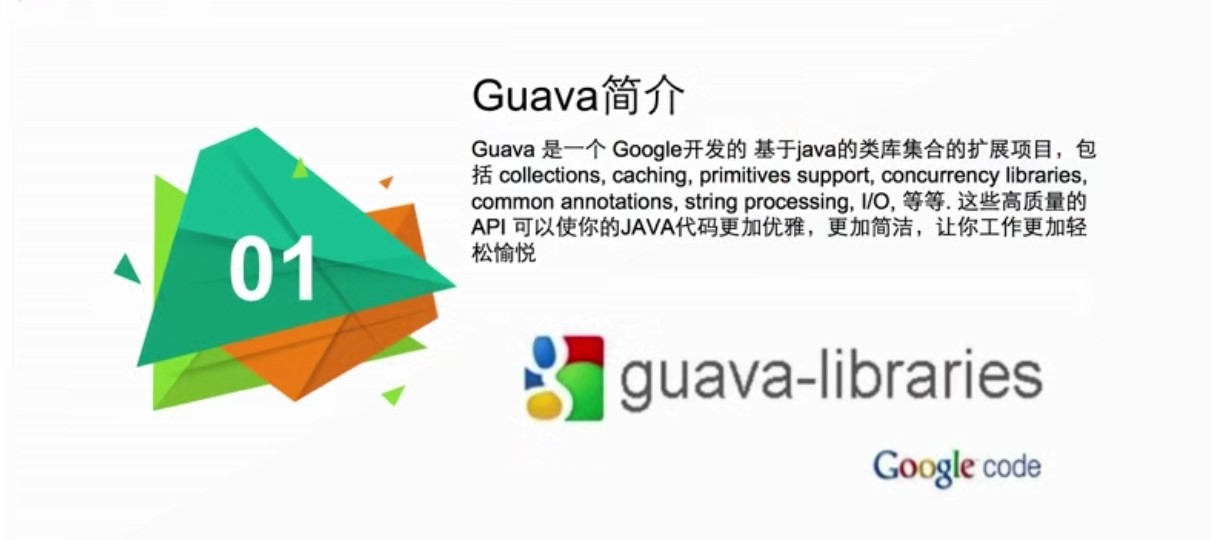 Guava简介
Guava 是一个 Google开发的 基于java的类库集合的扩展项目，包
括 collections, caching, primitives support, concurrency libraries,
common annotations, string processing, I/O, 等等. 这些高质量的
API 可以使你的JAVA代码更加优雅，更加简洁，让你工作更加轻
松愉悦
01
guava-libraries
Google code